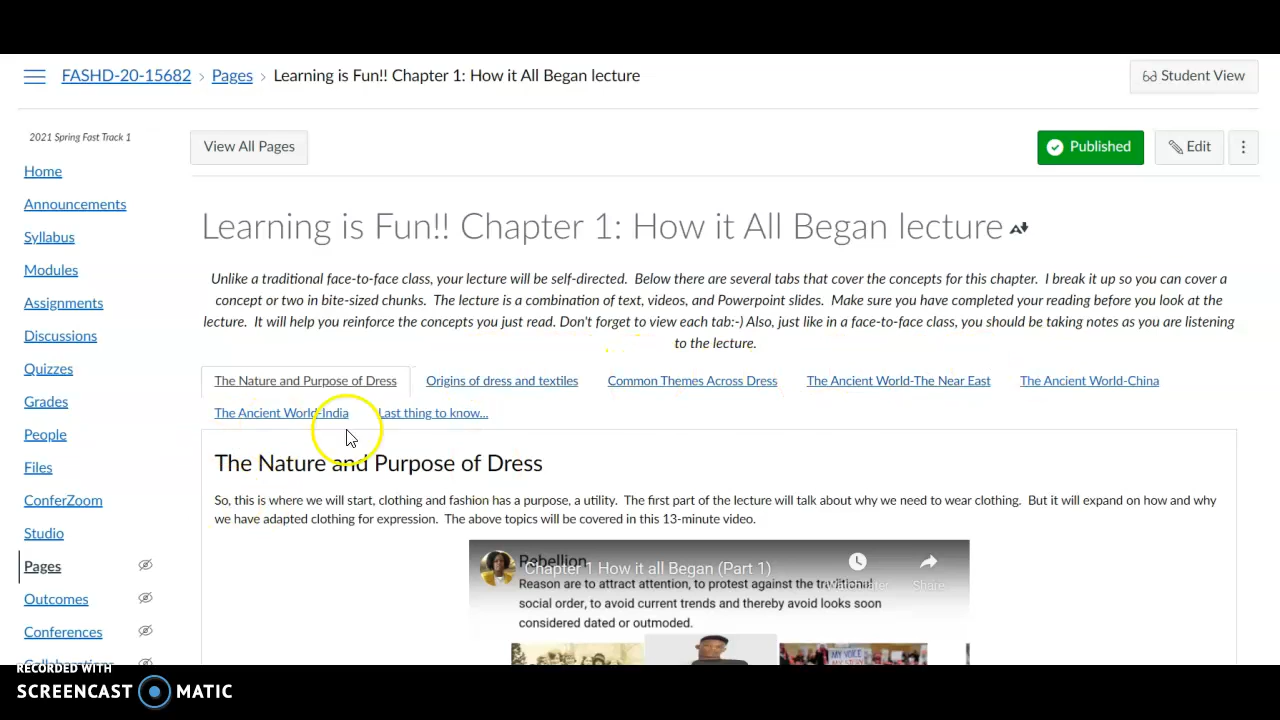 FASHD-20-15682 > Pages > Learning is Fun!! Chapter 1: How it All Began lecture
Student View
2021 Spring Fast Track 1
View All Pages
Published
Edit
Home
Announcements
Syllabus
Modules
Assignments
Discussions
Quizzes
Grades
People
Files
ConferZoom
Studio
Pages
Outcomes
Conferences
Collaborations
Learning is Fun!! Chapter 1: How it All Began lecture
Unlike a traditional face-to-face class, your lecture will be self-directed. Below there are several tabs that cover the concepts for this chapter. I break it up so you can cover a
concept or two in bite-sized chunks. The lecture is a combination of text, videos, and Powerpoint slides. Make sure you have completed your reading before you look at the
lecture. It will help you reinforce the concepts you just read. Don't forget to view each tab:-) Also, just like in a face-to-face class, you should be taking notes as you are listening
to the lecture.
The Nature and Purpose of Dress
Origins of dress and textiles
Common Themes Across Dress
The Ancient World-The Near East
The Ancient World-China
The Ancient World-India
Last thing to know...
The Nature and Purpose of Dress
So, this is where we will start, clothing and fashion has a purpose, a utility. The first part of the lecture will talk about why we need to wear clothing. But it will expand on how and why
we have adapted clothing for expression. The above topics will be covered in this 13-minute video.
Rebellion
Chapter 1 How it all Began (Part 1)
Watch later
Share
Reason are to attract attention, to protest against the traditional
social order, to avoid current trends and thereby avoid looks soon
considered dated or outmoded.
MY VOICE
RECORDED WITH
SCREENCAST MATIC